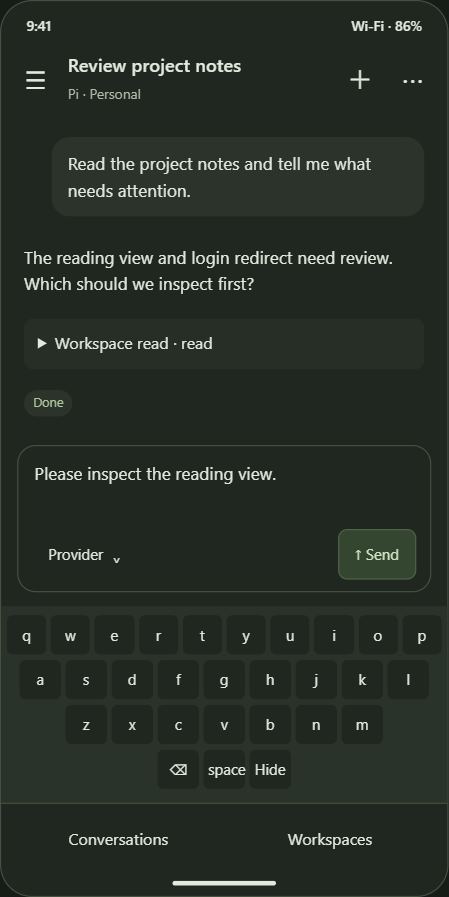 9:41 Wi-Fi · 86%
Review project notes
Pi · Personal
Read the project notes and tell me what
needs attention.
The reading view and login redirect need review.
Which should we inspect first?
Workspace read · read
Done
Please inspect the reading view.
Provider ↑ Send
q w e r t y u i o p
a s d f g h j k l
z x c v b n m
⌫ space Hide
Conversations Workspaces